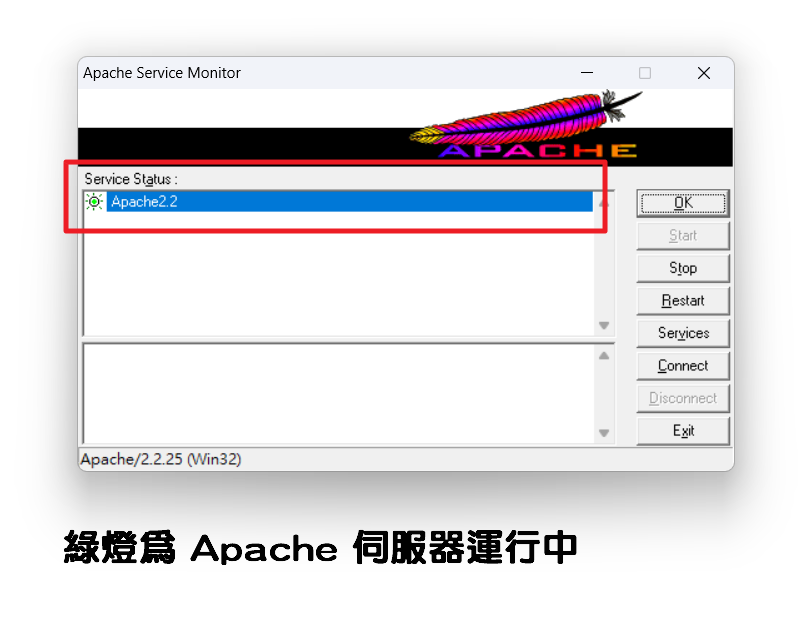 Apache Service Monitor
APACHE
Service Status :
Apache2.2
OK
Start
Stop
Restart
Services
Connect
Disconnect
Exit
Apache/2.2.25 (Win32)
綠燈為 Apache 伺服器運行中